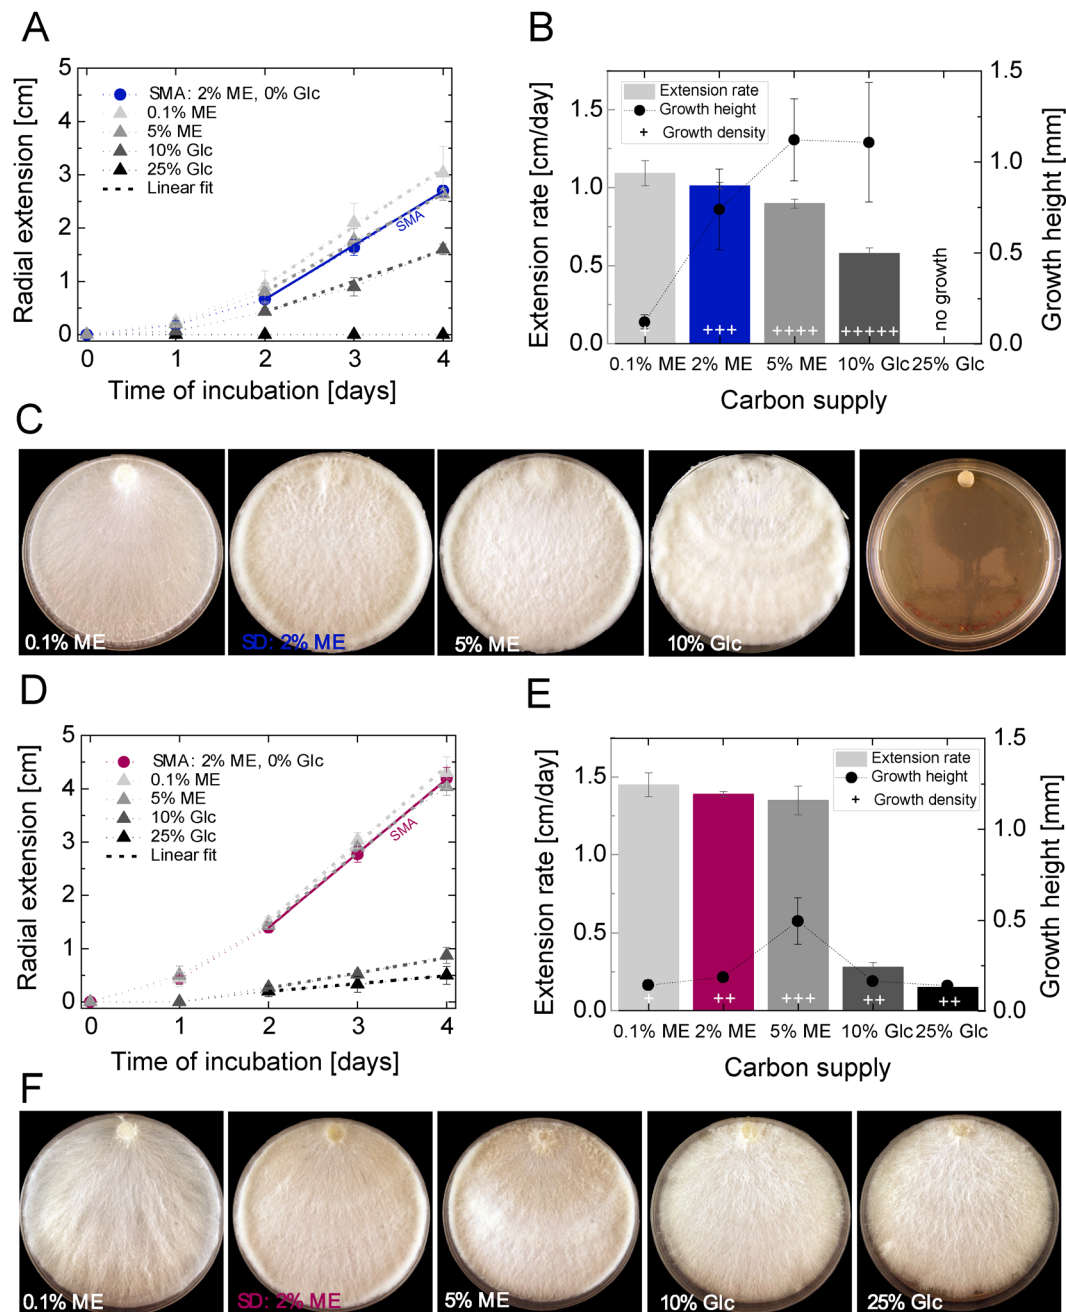 A
Radial extension [cm]
5
4
3
2
1
0
SMA: 2% ME, 0% Glc
0.1% ME
5% ME
10% Glc
25% Glc
Linear fit
SMA
0 1 2 3 4
Time of incubation [days]
B
Extension rate [cm/day]
1.5
1.0
0.5
0.0
Extension rate
Growth height
+ Growth density
+
+++
++++
+++++
no growth
1.5
1.0
0.5
0.0
Growth height [mm]
0.1% ME 2% ME 5% ME 10% Glc 25% Glc
Carbon supply
C
0.1% ME
SD: 2% ME
5% ME
10% Glc
D
Radial extension [cm]
5
4
3
2
1
0
SMA: 2% ME, 0% Glc
0.1% ME
5% ME
10% Glc
25% Glc
Linear fit
SMA
0 1 2 3 4
Time of incubation [days]
E
Extension rate [cm/day]
1.5
1.0
0.5
0.0
Extension rate
Growth height
+ Growth density
+
++
+++
++
++
1.5
1.0
0.5
0.0
Growth height [mm]
0.1% ME 2% ME 5% ME 10% Glc 25% Glc
Carbon supply
F
0.1% ME
SD: 2% ME
5% ME
10% Glc
25% Glc